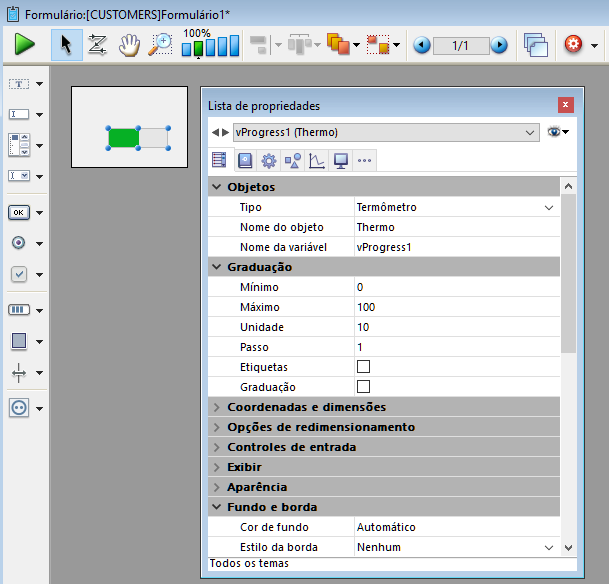 Formulário:[CUSTOMERS]Formulário1*
100%
1/1
T
I
I
OK
Lista de propriedades
x
vProgress1 (Thermo)
Objetos
Tipo Termômetro
Nome do objeto Thermo
Nome da variável vProgress1
Graduação
Mínimo 0
Máximo 100
Unidade 10
Passo 1
Etiquetas
Graduação
Coordenadas e dimensões
Opções de redimensionamento
Controles de entrada
Exibir
Aparência
Fundo e borda
Cor de fundo Automático
Estilo da borda Nenhum
Todos os temas